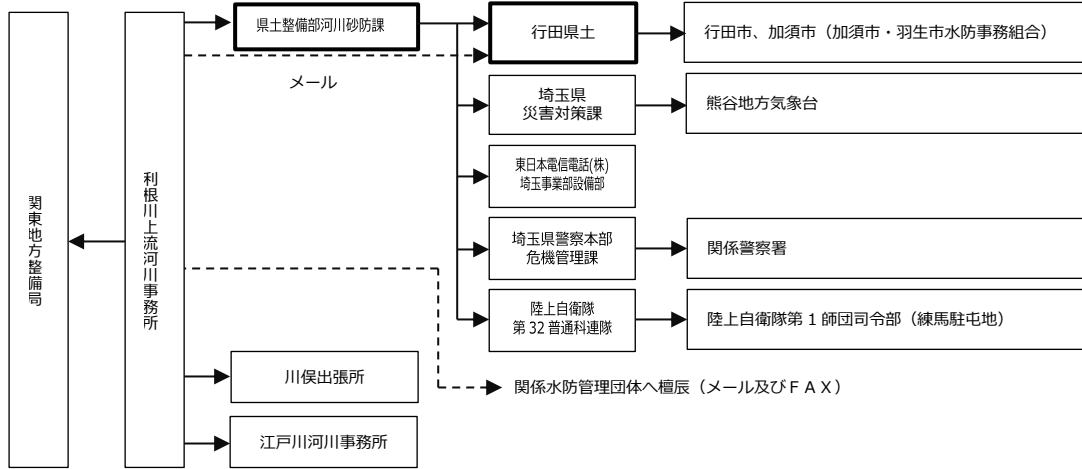 関東地方整備局
利根川上流河川事務所
県土整備部河川砂防課
メール
行田県土
行田市、加須市（加須市・羽生市水防事務組合）
埼玉県
災害対策課
熊谷地方気象台
東日本電信電話(株)
埼玉事業部設備部
埼玉県警察本部
危機管理課
関係警察署
陸上自衛隊
第32普通科連隊
陸上自衛隊第1師団司令部（練馬駐屯地）
川俣出張所
関係水防管理団体へ檀辰（メール及びＦＡＸ）
江戸川河川事務所